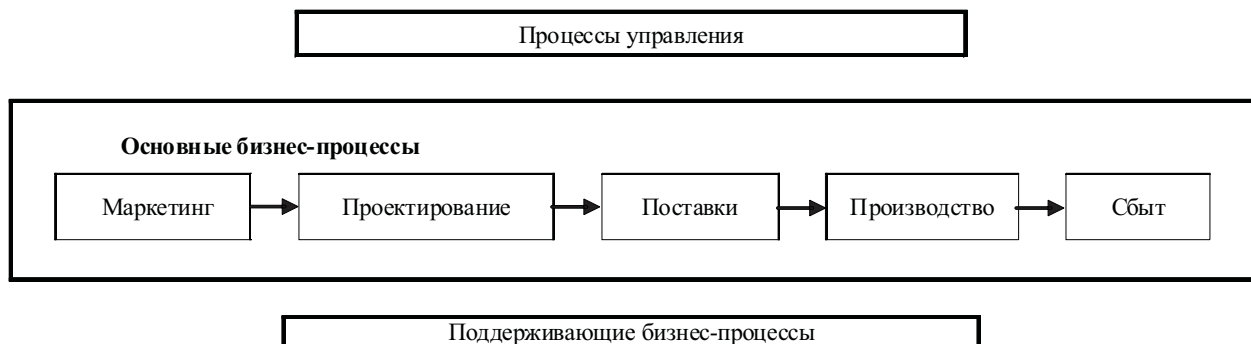 Процессы управления
Основные бизнес-процессы
Маркетинг
Проектирование
Поставки
Производство
Сбыт
Поддерживающие бизнес-процессы